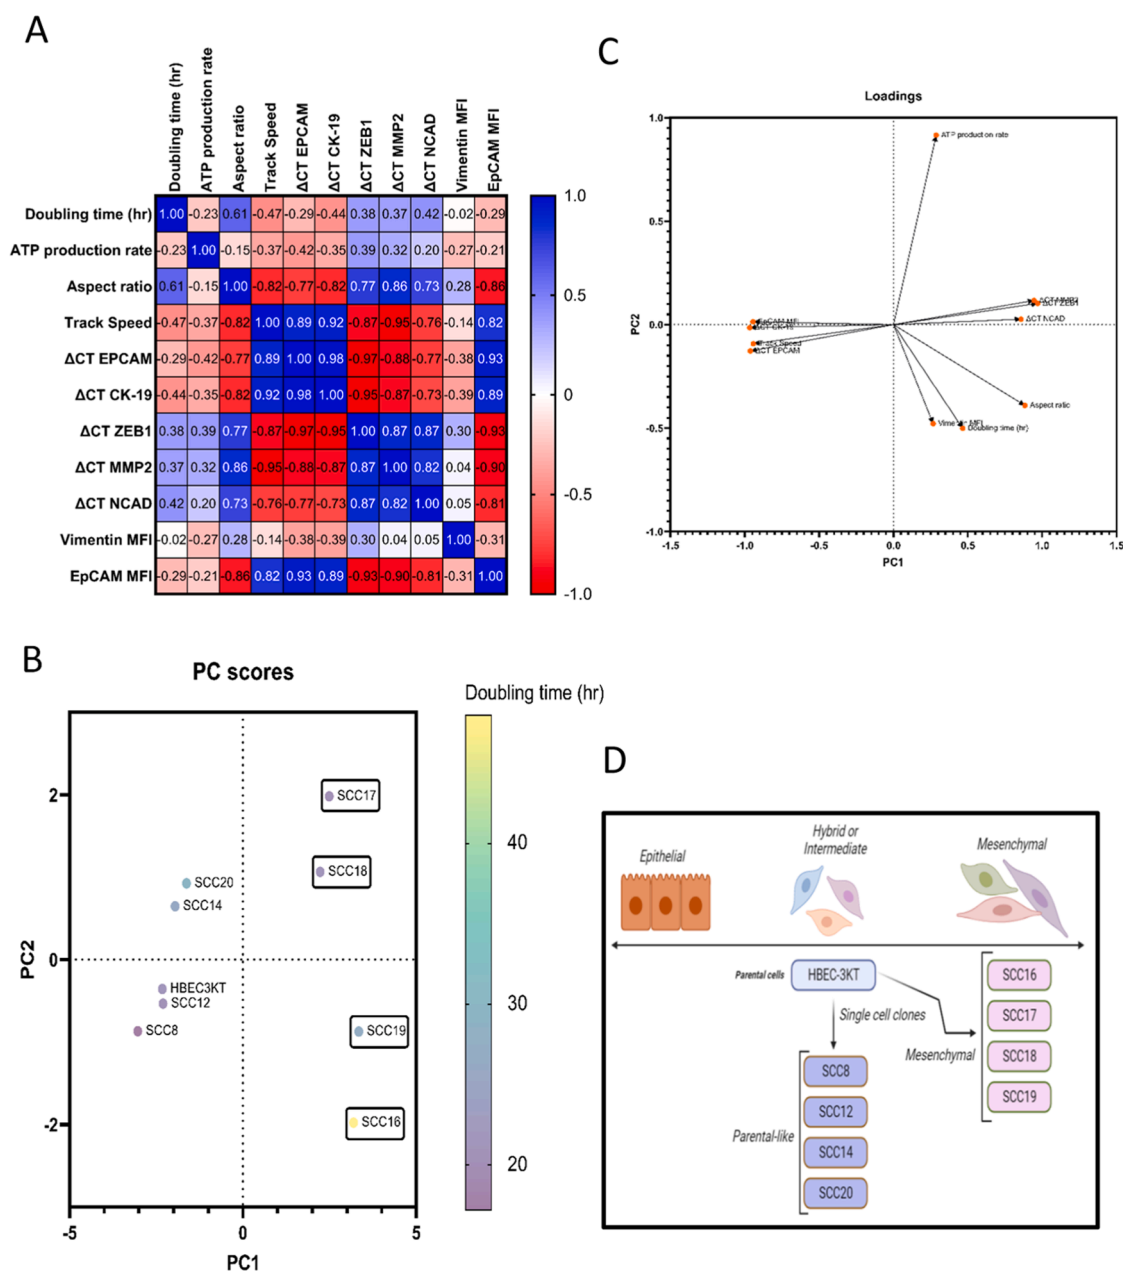 A
Doubling time (hr)
ATP production rate
Aspect ratio
Track Speed
ΔCT EPCAM
ΔCT CK-19
ΔCT ZEB1
ΔCT MMP2
ΔCT NCAD
Vimentin MFI
EpCAM MFI
Doubling time (hr) 1.00 -0.23 0.61 -0.47 -0.29 -0.44 0.38 0.37 0.42 -0.02 -0.29
ATP production rate -0.23 1.00 -0.15 -0.37 -0.42 -0.35 0.39 0.32 0.20 -0.27 -0.21
Aspect ratio 0.61 -0.15 1.00 -0.82 -0.77 -0.82 0.77 0.86 0.73 0.28 -0.86
Track Speed -0.47 -0.37 -0.82 1.00 0.89 0.92 -0.87 -0.95 -0.76 -0.14 0.82
ΔCT EPCAM -0.29 -0.42 -0.77 0.89 1.00 0.98 -0.97 -0.88 -0.77 -0.38 0.93
ΔCT CK-19 -0.44 -0.35 -0.82 0.92 0.98 1.00 -0.95 -0.87 -0.73 -0.39 0.89
ΔCT ZEB1 0.38 0.39 0.77 -0.87 -0.97 -0.95 1.00 0.87 0.87 0.30 -0.93
ΔCT MMP2 0.37 0.32 0.86 -0.95 -0.88 -0.87 0.87 1.00 0.82 0.04 -0.90
ΔCT NCAD 0.42 0.20 0.73 -0.76 -0.77 -0.73 0.87 0.82 1.00 0.05 -0.81
Vimentin MFI -0.02 -0.27 0.28 -0.14 -0.38 -0.39 0.30 0.04 0.05 1.00 -0.31
EpCAM MFI -0.29 -0.21 -0.86 0.82 0.93 0.89 -0.93 -0.90 -0.81 -0.31 1.00
1.0
0.5
0
-0.5
-1.0
C
Loadings
1.0
0.5
0.0
-0.5
-1.0
PC2
ATP production rate
ΔCT MMP2
ΔCT ZEB1
ΔCT NCAD
EpCAM MFI
ΔCT CK-19
Track Speed
ΔCT EPCAM
Aspect ratio
Vimentin MFI
Doubling time (hr)
-1.5 -1.0 -0.5 0.0 0.5 1.0 1.5
PC1
B
PC scores
2
0
-2
PC2
SCC17
SCC18
SCC20
SCC14
HBEC3KT
SCC12
SCC8
SCC19
SCC16
-5 0 5
PC1
Doubling time (hr)
40
30
20
D
Epithelial
Hybrid or
Intermediate
Mesenchymal
Parental cells
HBEC-3KT
Single cell clones
Mesenchymal
SCC16
SCC17
SCC18
SCC19
Parental-like
SCC8
SCC12
SCC14
SCC20